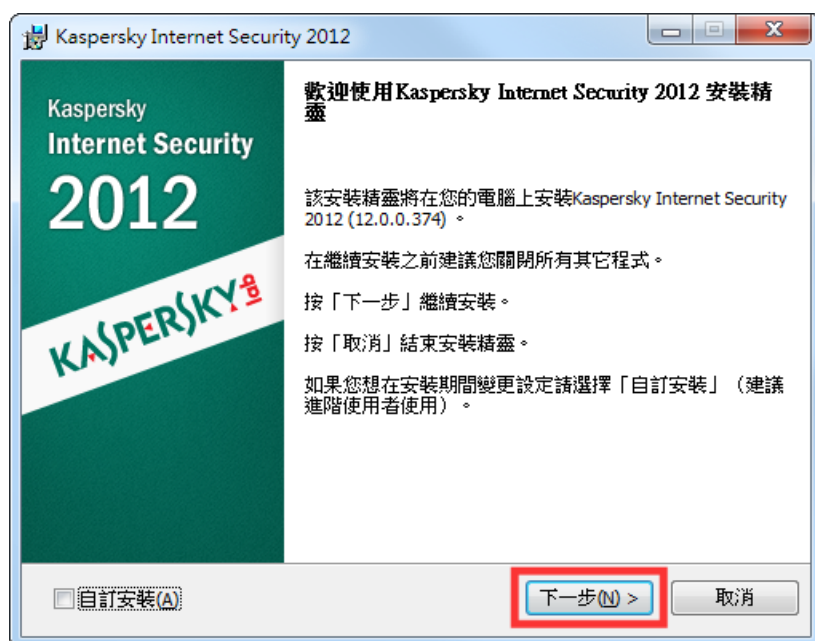 Kaspersky Internet Security 2012
Kaspersky
Internet Security
2012
KASPERSKY lab
歡迎使用Kaspersky Internet Security 2012 安裝精
靈
該安裝精靈將在您的電腦上安裝Kaspersky Internet Security
2012 (12.0.0.374) 。
在繼續安裝之前建議您關閉所有其它程式。
按「下一步」繼續安裝。
按「取消」結束安裝精靈。
如果您想在安裝期間變更設定請選擇「自訂安裝」（建議
進階使用者使用）。
自訂安裝(A)
下一步(N) >
取消